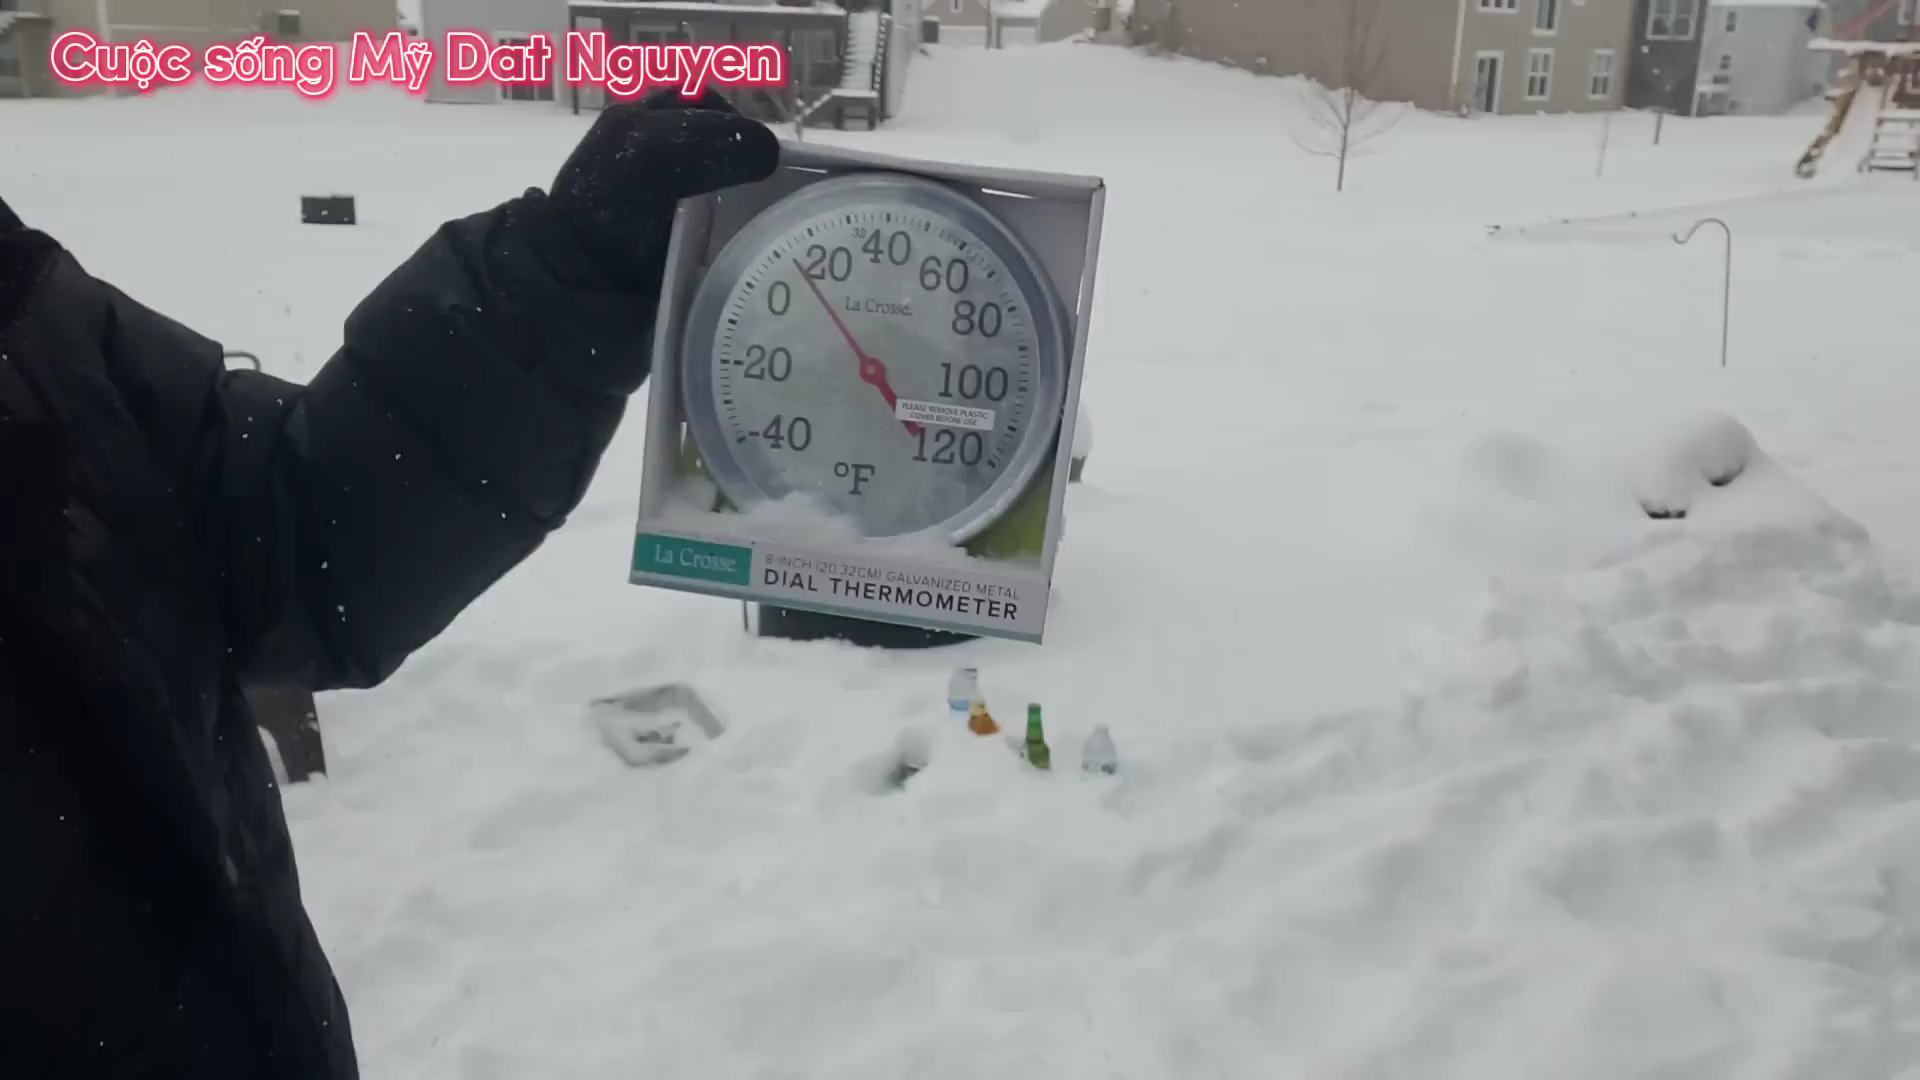 Cuộc sống Mỹ Dat Nguyen
32
20 40 60
0 80
La Crosse
-20 100
-40 120
PLEASE REMOVE PLASTIC
COVER BEFORE USE
°F
La Crosse
8-INCH (20.32CM) GALVANIZED METAL
DIAL THERMOMETER